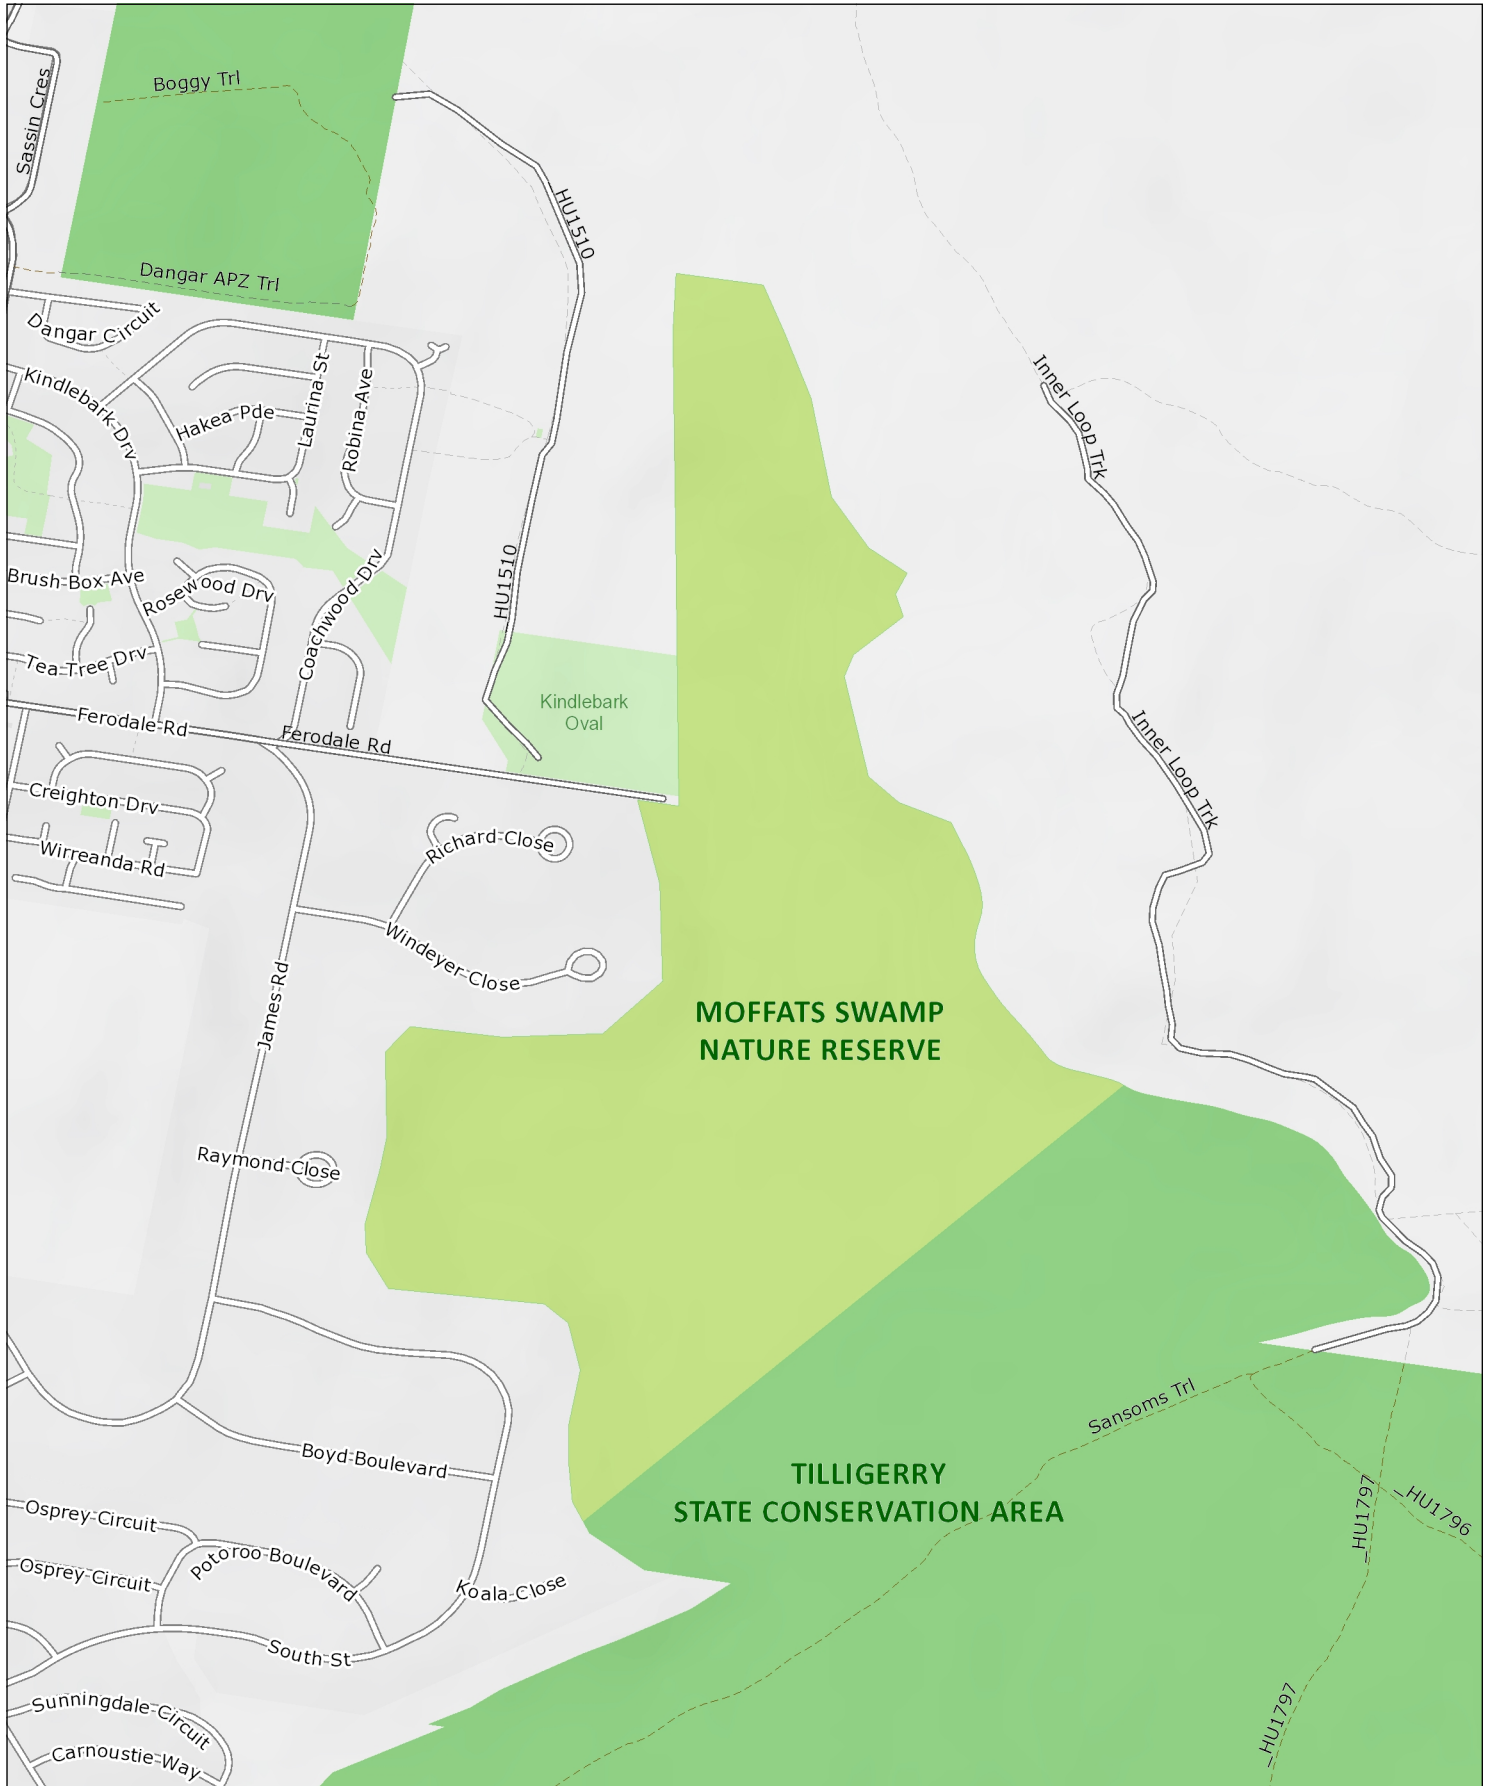 Sassin Cres
Boggy Trl
HU1510
Dangar APZ Trl
Dangar Circuit
Kindlebark Drv
Hakea Pde
Laurina St
Robina Ave
Inner Loop Trk
HU1510
Brush Box Ave
Rosewood Drv
Coachwood Drv
Tea Tree Drv
Kindlebark
Oval
Ferodale Rd
Ferodale Rd
Inner Loop Trk
Creighton Drv
Wirreanda Rd
Richard Close
Windeyer Close
James Rd
MOFFATS SWAMP
NATURE RESERVE
Raymond Close
Sansoms Trl
Boyd Boulevard
TILLIGERRY
STATE CONSERVATION AREA
_HU1797
_HU1796
Osprey Circuit
Potoroo Boulevard
Osprey Circuit
Koala Close
South St
Sunningdale Circuit
Carnoustie Way
_HU1797